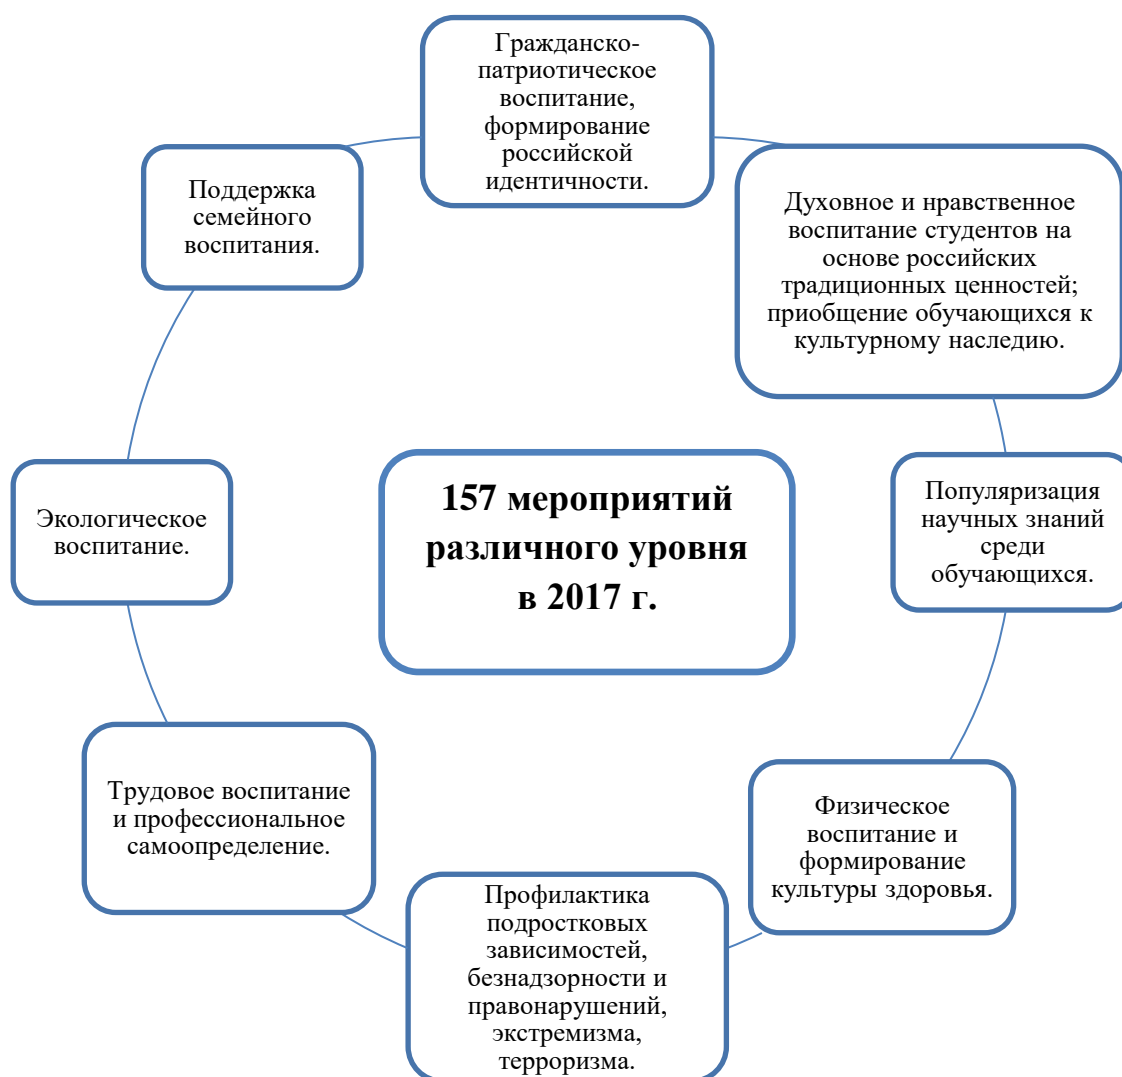 Гражданско-
патриотическое
воспитание,
формирование
российской
идентичности.
Духовное и нравственное
воспитание студентов на
основе российских
традиционных ценностей;
приобщение обучающихся к
культурному наследию.
Популяризация
научных знаний
среди
обучающихся.
Физическое
воспитание и
формирование
культуры здоровья.
Профилактика
подростковых
зависимостей,
безнадзорности и
правонарушений,
экстремизма,
терроризма.
Трудовое воспитание
и профессиональное
самоопределение.
Экологическое
воспитание.
Поддержка
семейного
воспитания.
157 мероприятий
различного уровня
в 2017 г.